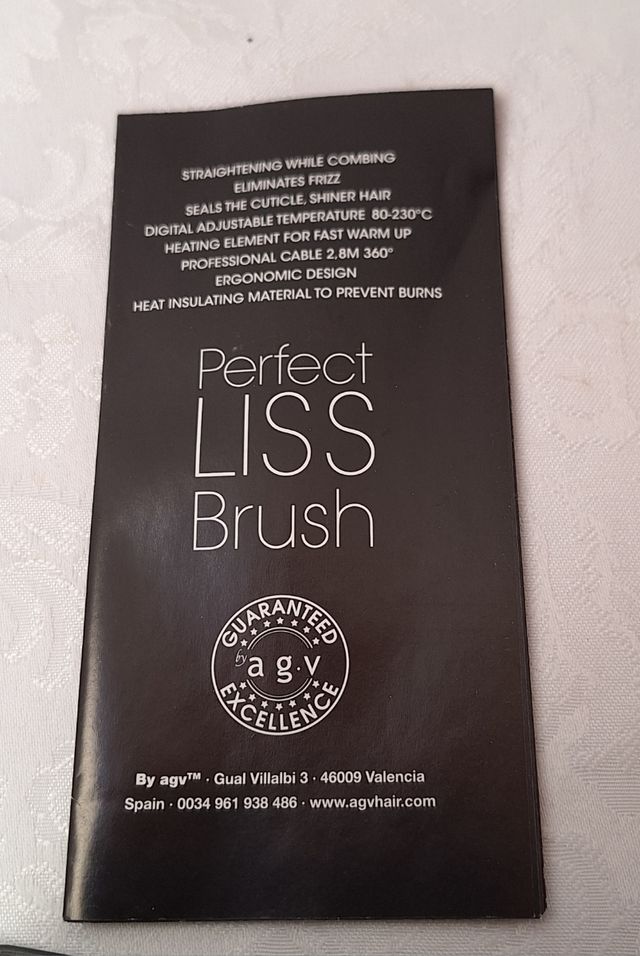 STRAIGHTENING WHILE COMBING
ELIMINATES FRIZZ
SEALS THE CUTICLE, SHINER HAIR
DIGITAL ADJUSTABLE TEMPERATURE 80-230°C
HEATING ELEMENT FOR FAST WARM UP
PROFESSIONAL CABLE 2,8M 360°
ERGONOMIC DESIGN
HEAT INSULATING MATERIAL TO PREVENT BURNS
Perfect
LISS
Brush
GUARANTEED
by agv
EXCELLENCE
By agv™ · Gual Villalbi 3 · 46009 Valencia
Spain · 0034 961 938 486 · www.agvhair.com